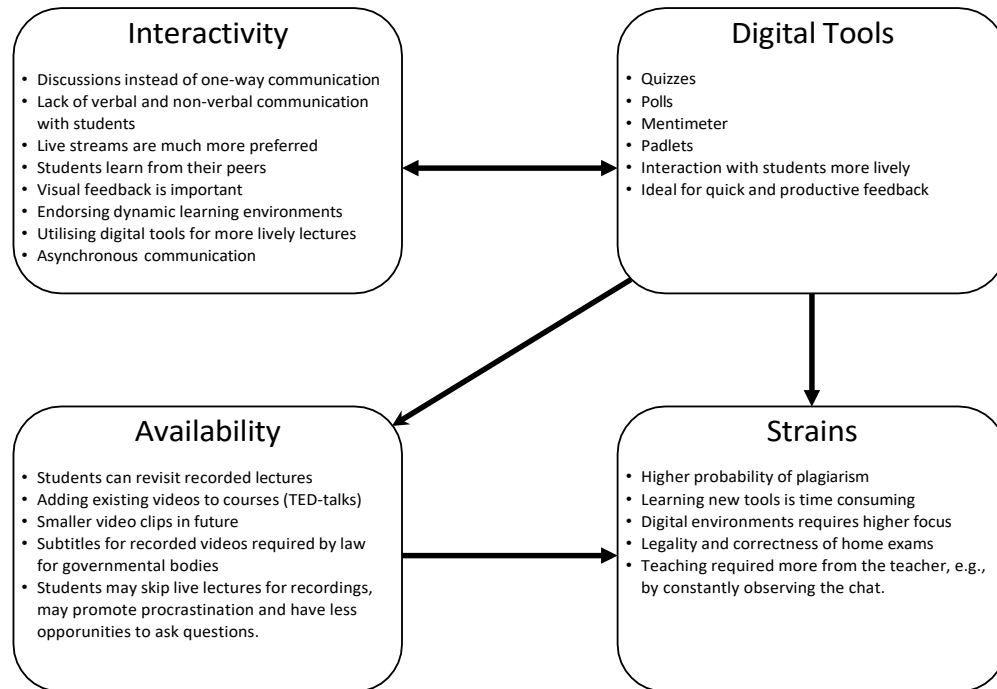 Interactivity
• Discussions instead of one-way communication
• Lack of verbal and non-verbal communication
with students
• Live streams are much more preferred
• Students learn from their peers
• Visual feedback is important
• Endorsing dynamic learning environments
• Utilising digital tools for more lively lectures
• Asynchronous communication
Digital Tools
• Quizzes
• Polls
• Mentimeter
• Padlets
• Interaction with students more lively
• Ideal for quick and productive feedback
Availability
• Students can revisit recorded lectures
• Adding existing videos to courses (TED-talks)
• Smaller video clips in future
• Subtitles for recorded videos required by law
for governmental bodies
• Students may skip live lectures for recordings,
may promote procrastination and have less
opporunities to ask questions.
Strains
• Higher probability of plagiarism
• Learning new tools is time consuming
• Digital environments requires higher focus
• Legality and correctness of home exams
• Teaching required more from the teacher, e.g.,
by constantly observing the chat.